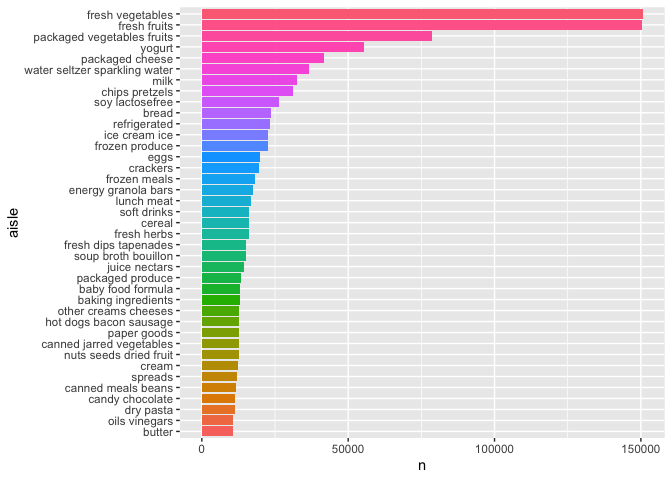 fresh vegetables
fresh fruits
packaged vegetables fruits
yogurt
packaged cheese
water seltzer sparkling water
milk
chips pretzels
soy lactosefree
bread
refrigerated
ice cream ice
frozen produce
eggs
crackers
frozen meals
energy granola bars
lunch meat
soft drinks
cereal
fresh herbs
fresh dips tapenades
soup broth bouillon
juice nectars
packaged produce
baby food formula
baking ingredients
other creams cheeses
hot dogs bacon sausage
paper goods
canned jarred vegetables
nuts seeds dried fruit
cream
spreads
canned meals beans
candy chocolate
dry pasta
oils vinegars
butter
aisle
0 50000 100000 150000
n